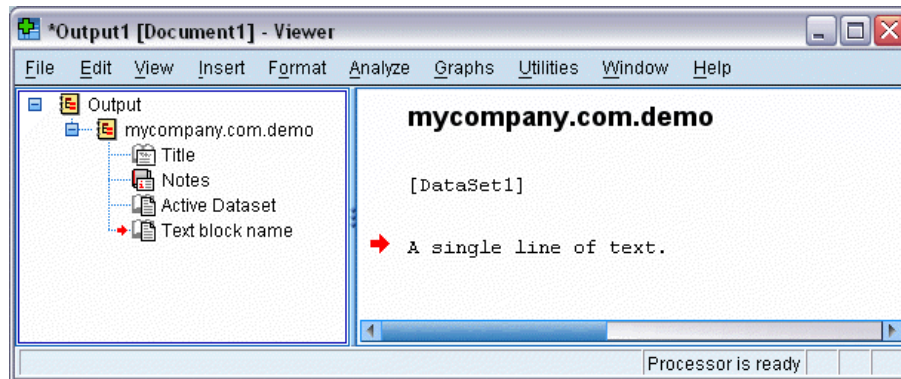 *Output1 [Document1] - Viewer
File Edit View Insert Format Analyze Graphs Utilities Window Help
Output
mycompany.com.demo
Title
Notes
Active Dataset
Text block name
mycompany.com.demo
[DataSet1]
A single line of text.
Processor is ready